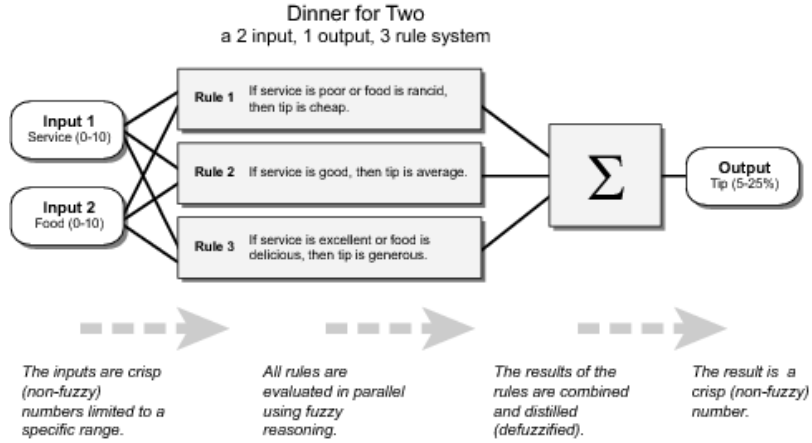 Dinner for Two
a 2 input, 1 output, 3 rule system
Input 1
Service (0-10)
Input 2
Food (0-10)
Rule 1 If service is poor or food is rancid,
then tip is cheap.
Rule 2 If service is good, then tip is average.
Rule 3 If service is excellent or food is
delicious, then tip is generous.
Σ
Output
Tip (5-25%)
The inputs are crisp
(non-fuzzy)
numbers limited to a
specific range.
All rules are
evaluated in parallel
using fuzzy
reasoning.
The results of the
rules are combined
and distilled
(defuzzified).
The result is a
crisp (non-fuzzy)
number.